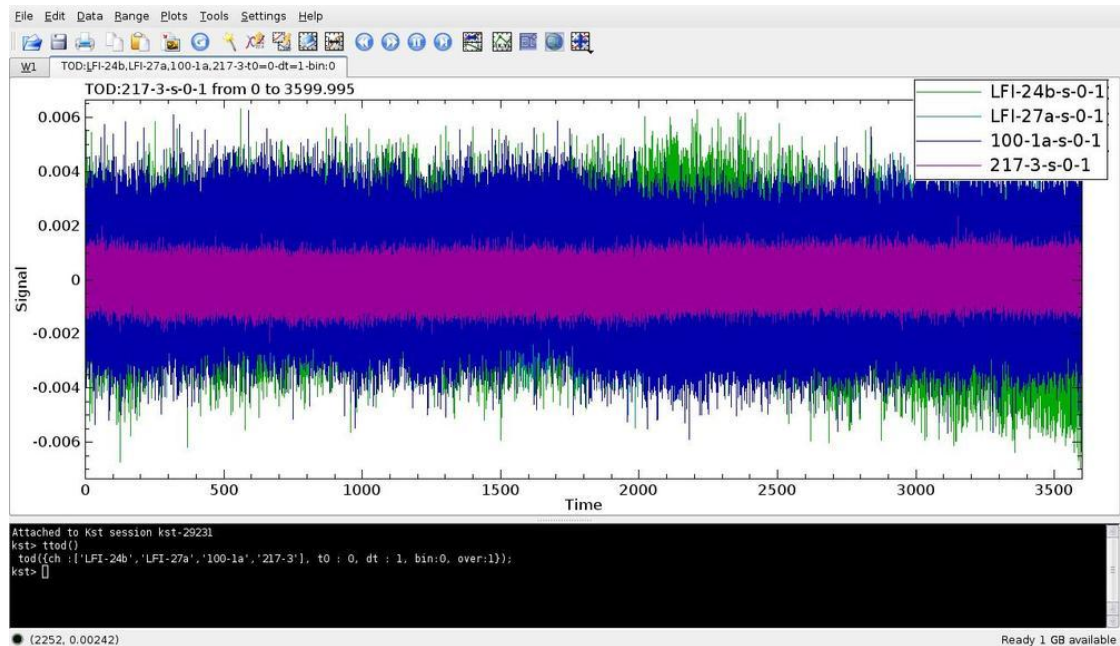 File Edit Data Range Plots Tools Settings Help
W1 TOD:LFI-24b,LFI-27a,100-1a,217-3-t0=0-dt=1-bin:0
TOD:217-3-s-0-1 from 0 to 3599.995
LFI-24b-s-0-1
LFI-27a-s-0-1
100-1a-s-0-1
217-3-s-0-1
0.006
0.004
0.002
0
-0.002
-0.004
-0.006
Signal
0 500 1000 1500 2000 2500 3000 3500
Time
Attached to Kst session kst-29231
kst> ttod()
tod({ch :['LFI-24b','LFI-27a','100-1a','217-3'], t0 : 0, dt : 1, bin:0, over:1});
kst>
(2252, 0.00242)
Ready 1 GB available